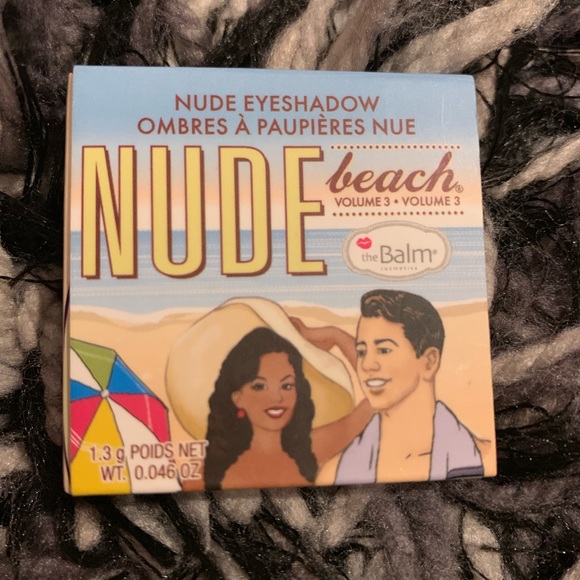 NUDE EYESHADOW
OMBRES À PAUPIÈRES NUE
NUDE
beach®
VOLUME 3 • VOLUME 3
theBalm®
cosmetics
1.3 g POIDS NET
WT. 0.046 OZ